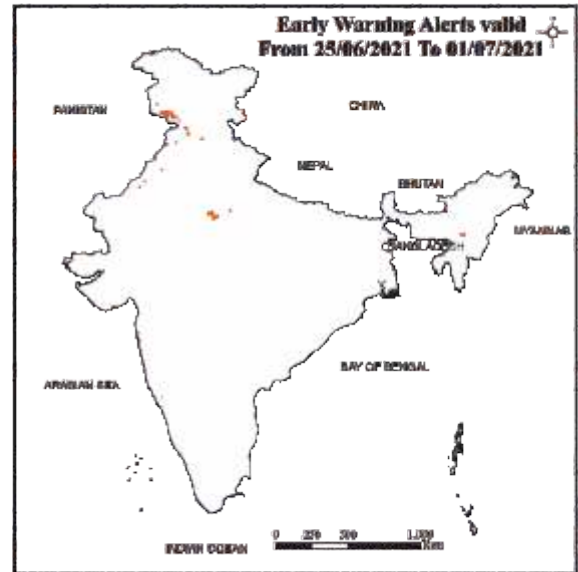 Early Warning Alerts valid
From 25/06/2021 To 01/07/2021
PAKISTAN
CHINA
NEPAL
BHUTAN
MYANMAR
BANGLADESH
BAY OF BENGAL
ARABIAN SEA
0 250 500 1,000
Kms
INDIAN OCEAN